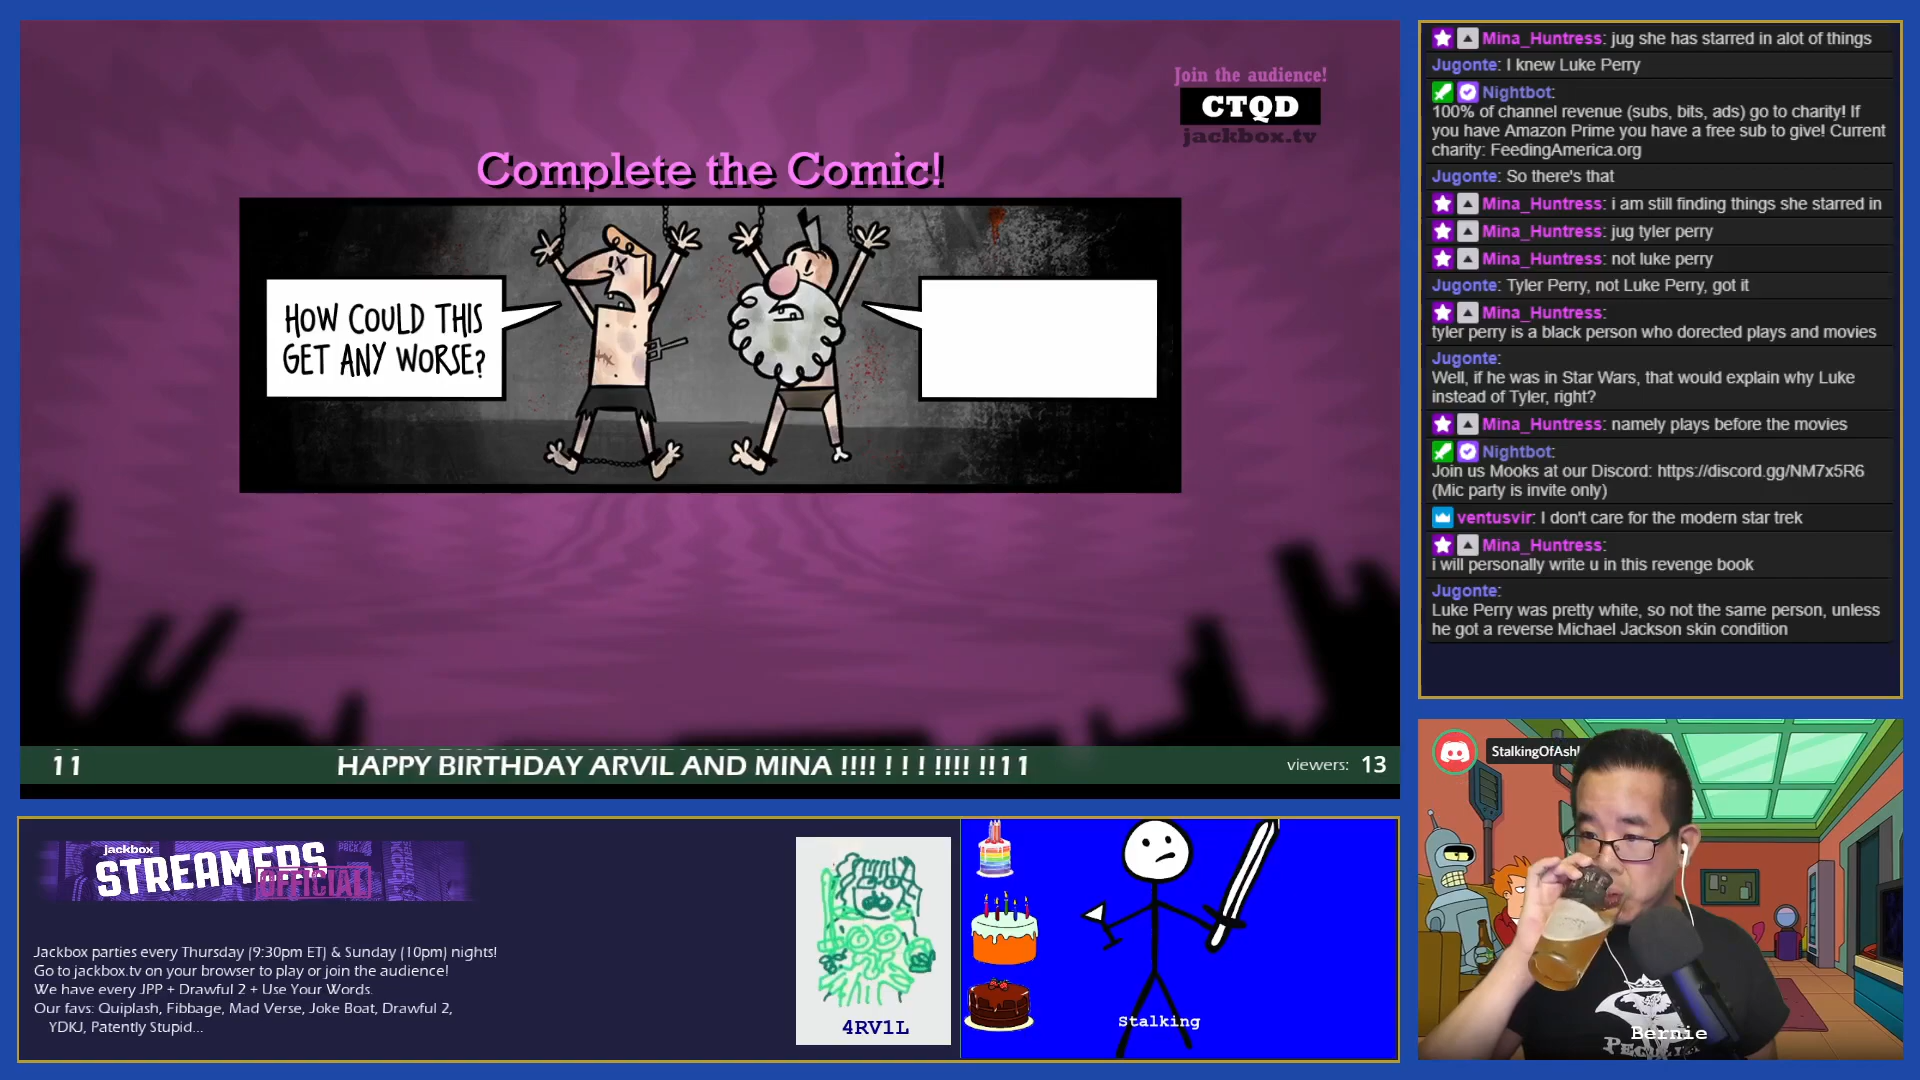 Join the audience!
CTQD
jackbox.tv
Complete the Comic!
HOW COULD THIS
GET ANY WORSE?
11
HAPPY BIRTHDAY ARVIL AND MINA !!!! ! ! ! !!!! !!11
viewers: 13
jackbox
STREAMERS
OFFICIAL
Jackbox parties every Thursday (9:30pm ET) & Sunday (10pm) nights!
Go to jackbox.tv on your browser to play or join the audience!
We have every JPP + Drawful 2 + Use Your Words.
Our favs: Quiplash, Fibbage, Mad Verse, Joke Boat, Drawful 2,
YDKJ, Patently Stupid...
4RV1L
Stalking
Mina_Huntress: jug she has starred in alot of things
Jugonte: I knew Luke Perry
Nightbot:
100% of channel revenue (subs, bits, ads) go to charity! If
you have Amazon Prime you have a free sub to give! Current
charity: FeedingAmerica.org
Jugonte: So there's that
Mina_Huntress: i am still finding things she starred in
Mina_Huntress: jug tyler perry
Mina_Huntress: not luke perry
Jugonte: Tyler Perry, not Luke Perry, got it
Mina_Huntress:
tyler perry is a black person who dorected plays and movies
Jugonte:
Well, if he was in Star Wars, that would explain why Luke
instead of Tyler, right?
Mina_Huntress: namely plays before the movies
Nightbot:
Join us Mooks at our Discord: https://discord.gg/NM7x5R6
(Mic party is invite only)
ventusvir: I don't care for the modern star trek
Mina_Huntress:
i will personally write u in this revenge book
Jugonte:
Luke Perry was pretty white, so not the same person, unless
he got a reverse Michael Jackson skin condition
StalkingOfAsh
Bernie